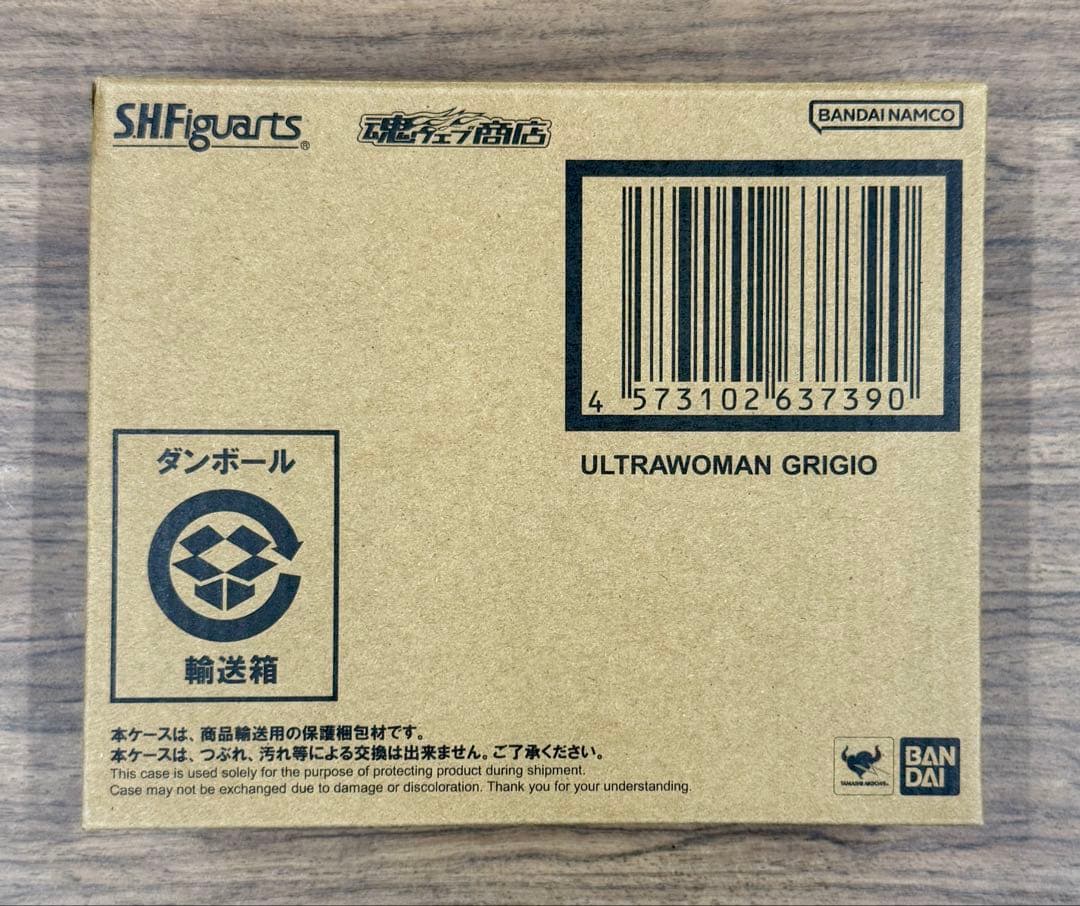 S.H.Figuarts®
魂ウェブ商店
BANDAI NAMCO
4 573102 637390
ULTRAWOMAN GRIGIO
ダンボール
輸送箱
本ケースは、商品輸送用の保護梱包材です。
本ケースは、つぶれ、汚れ等による交換は出来ません。ご了承ください。
This case is used solely for the purpose of protecting product during shipment.
Case may not be exchanged due to damage or discoloration. Thank you for your understanding.
TAMASHII NATIONS
BAN
DAI